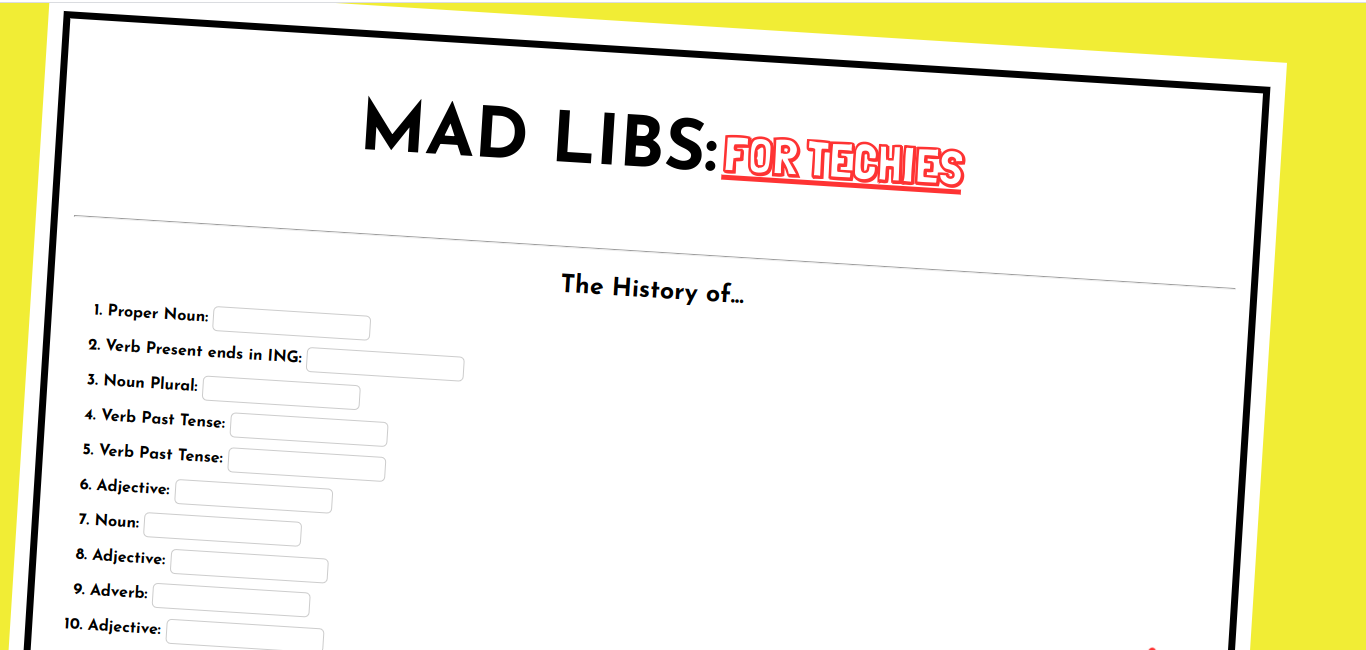 MAD LIBS: FOR TECHIES
The History of...
1. Proper Noun:
2. Verb Present ends in ING:
3. Noun Plural:
4. Verb Past Tense:
5. Verb Past Tense:
6. Adjective:
7. Noun:
8. Adjective:
9. Adverb:
10. Adjective: